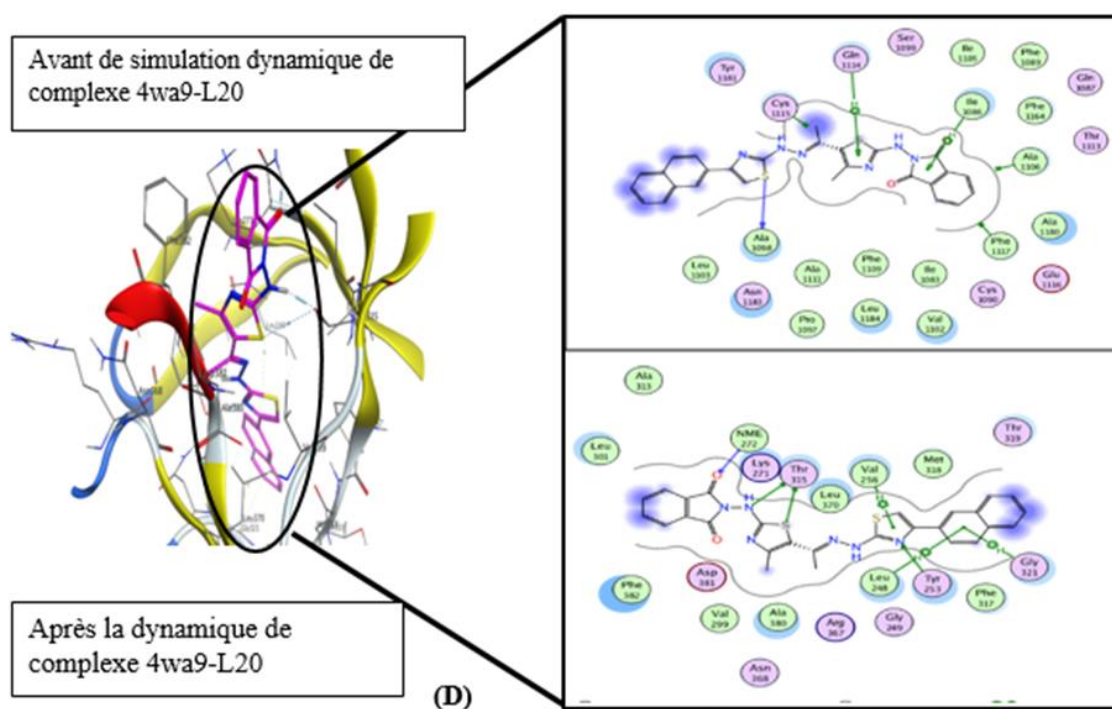 Avant de simulation dynamique de
complexe 4wa9-L20
Après la dynamique de
complexe 4wa9-L20
(D)
Ser
1099
Gln
1114
Ile
1105
Phe
1089
Tyr
1101
Gln
1087
Cys
1115
Ile
1086
Phe
1164
Thr
1113
Ala
1106
Ala
Ala
1180
Phe
1117
Leu
1103
Ala
1111
Phe
1109
Ile
Glu
1116
Asn
1183
Cys
1090
Pro
1097
Leu
1184
Val
1102
H
N
NH
N
N
S
N
NH
N
O
Ala
313
Thr
319
Leu
301
NME
272
Lys
271
Thr
315
Val
256
Met
318
Leu
370
Asp
381
Phe
382
Leu
248
Tyr
253
Gly
321
Phe
317
Val
299
Ala
380
Arg
367
Gly
249
Asn
368
O
N
O
H
N
N
S
N
NH
S
N